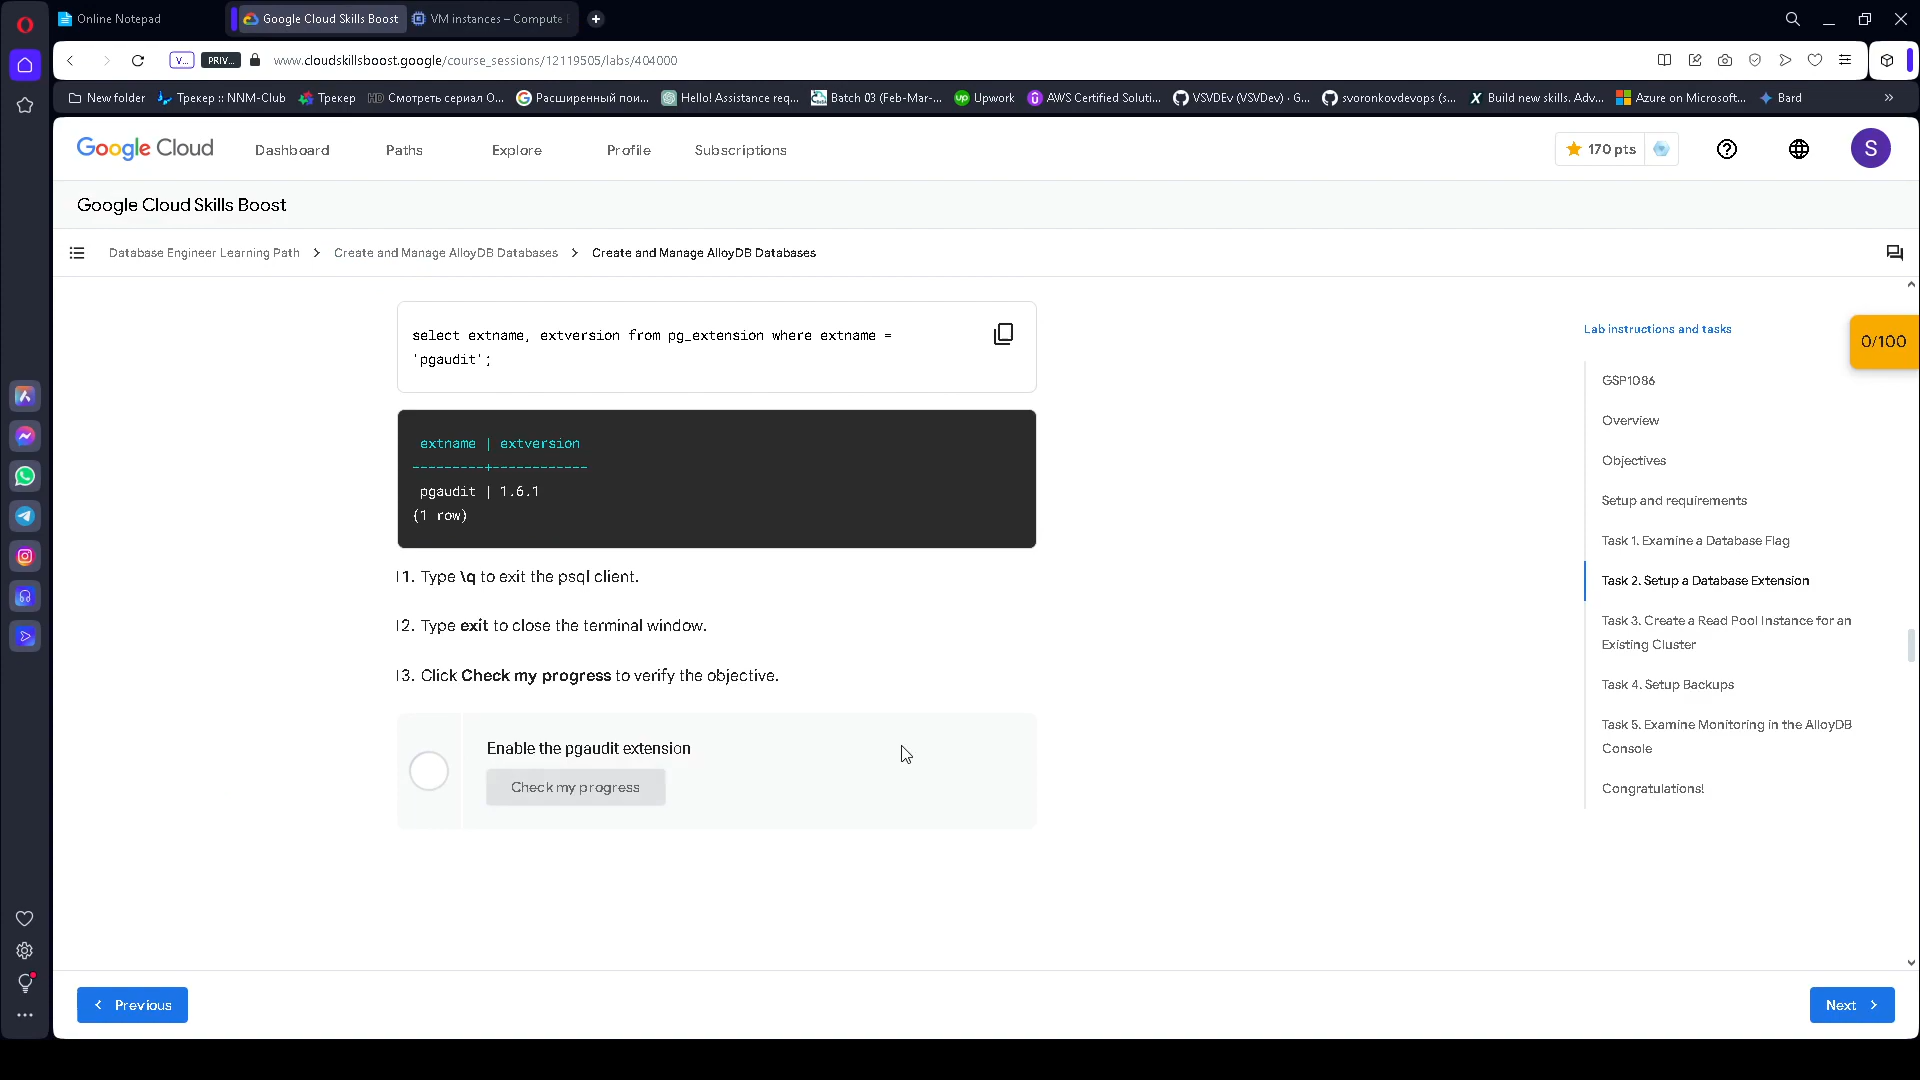 Online Notepad
Google Cloud Skills Boost
VM instances – Compute
V...
PRIV...
www.cloudskillsboost.google/course_sessions/12119505/labs/404000
New folder
Трекер :: NNM-Club
Трекер
HD Смотреть сериал О...
Расширенный пои...
Hello! Assistance req...
Batch 03 (Feb-Mar-...
Upwork
AWS Certified Soluti...
VSVDEv (VSVDev) · G...
svoronkovdevops (s...
Build new skills. Adv...
Azure on Microsoft...
Bard
»
Google Cloud
Dashboard
Paths
Explore
Profile
Subscriptions
170 pts
S
Google Cloud Skills Boost
Database Engineer Learning Path
Create and Manage AlloyDB Databases
Create and Manage AlloyDB Databases
select extname, extversion from pg_extension where extname =
'pgaudit';
extname | extversion
---------+------------
pgaudit | 1.6.1
(1 row)
11. Type \q to exit the psql client.
12. Type exit to close the terminal window.
13. Click Check my progress to verify the objective.
Enable the pgaudit extension
Check my progress
Lab instructions and tasks
0/100
GSP1086
Overview
Objectives
Setup and requirements
Task 1. Examine a Database Flag
Task 2. Setup a Database Extension
Task 3. Create a Read Pool Instance for an
Existing Cluster
Task 4. Setup Backups
Task 5. Examine Monitoring in the AlloyDB
Console
Congratulations!
Previous
Next